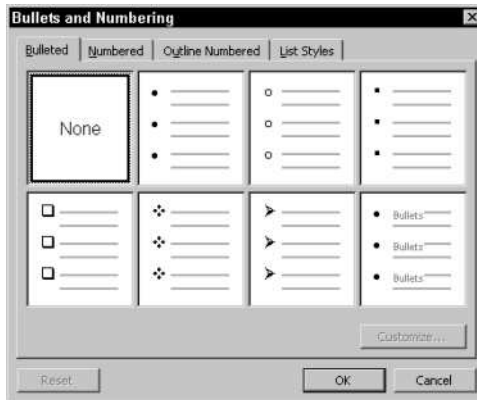 Bullets and Numbering
Bulleted Numbered Outline Numbered List Styles
None
Bullets
Bullets
Bullets
Customize...
Reset OK Cancel